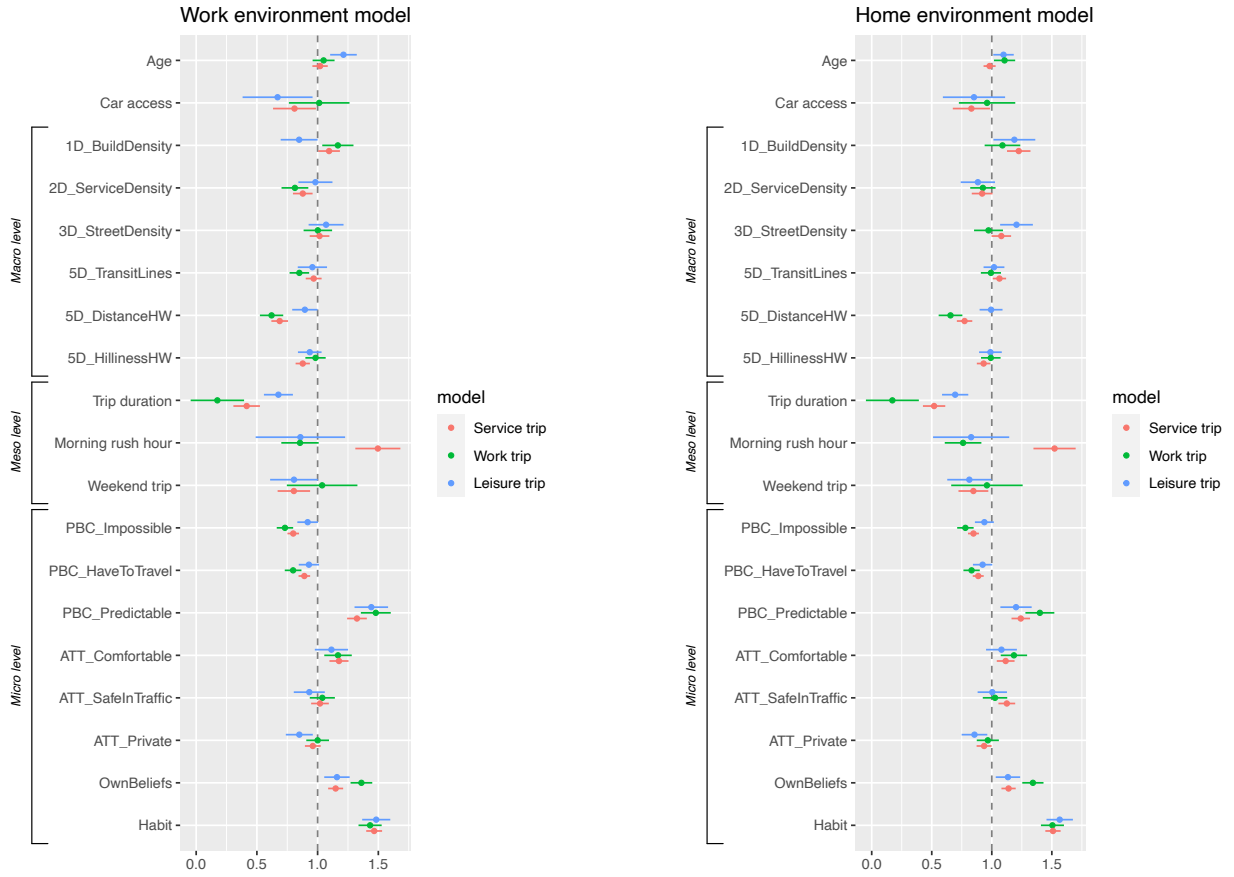 Work environment model
Age
Car access
1D_BuildDensity
2D_ServiceDensity
3D_StreetDensity
5D_TransitLines
5D_DistanceHW
5D_HillinessHW
Trip duration
Morning rush hour
Weekend trip
PBC_Impossible
PBC_HaveToTravel
PBC_Predictable
ATT_Comfortable
ATT_SafeInTraffic
ATT_Private
OwnBeliefs
Habit
Macro level
Meso level
Micro level
0.0 0.5 1.0 1.5
model
Service trip
Work trip
Leisure trip
Home environment model
Age
Car access
1D_BuildDensity
2D_ServiceDensity
3D_StreetDensity
5D_TransitLines
5D_DistanceHW
5D_HillinessHW
Trip duration
Morning rush hour
Weekend trip
PBC_Impossible
PBC_HaveToTravel
PBC_Predictable
ATT_Comfortable
ATT_SafeInTraffic
ATT_Private
OwnBeliefs
Habit
Macro level
Meso level
Micro level
0.0 0.5 1.0 1.5
model
Service trip
Work trip
Leisure trip